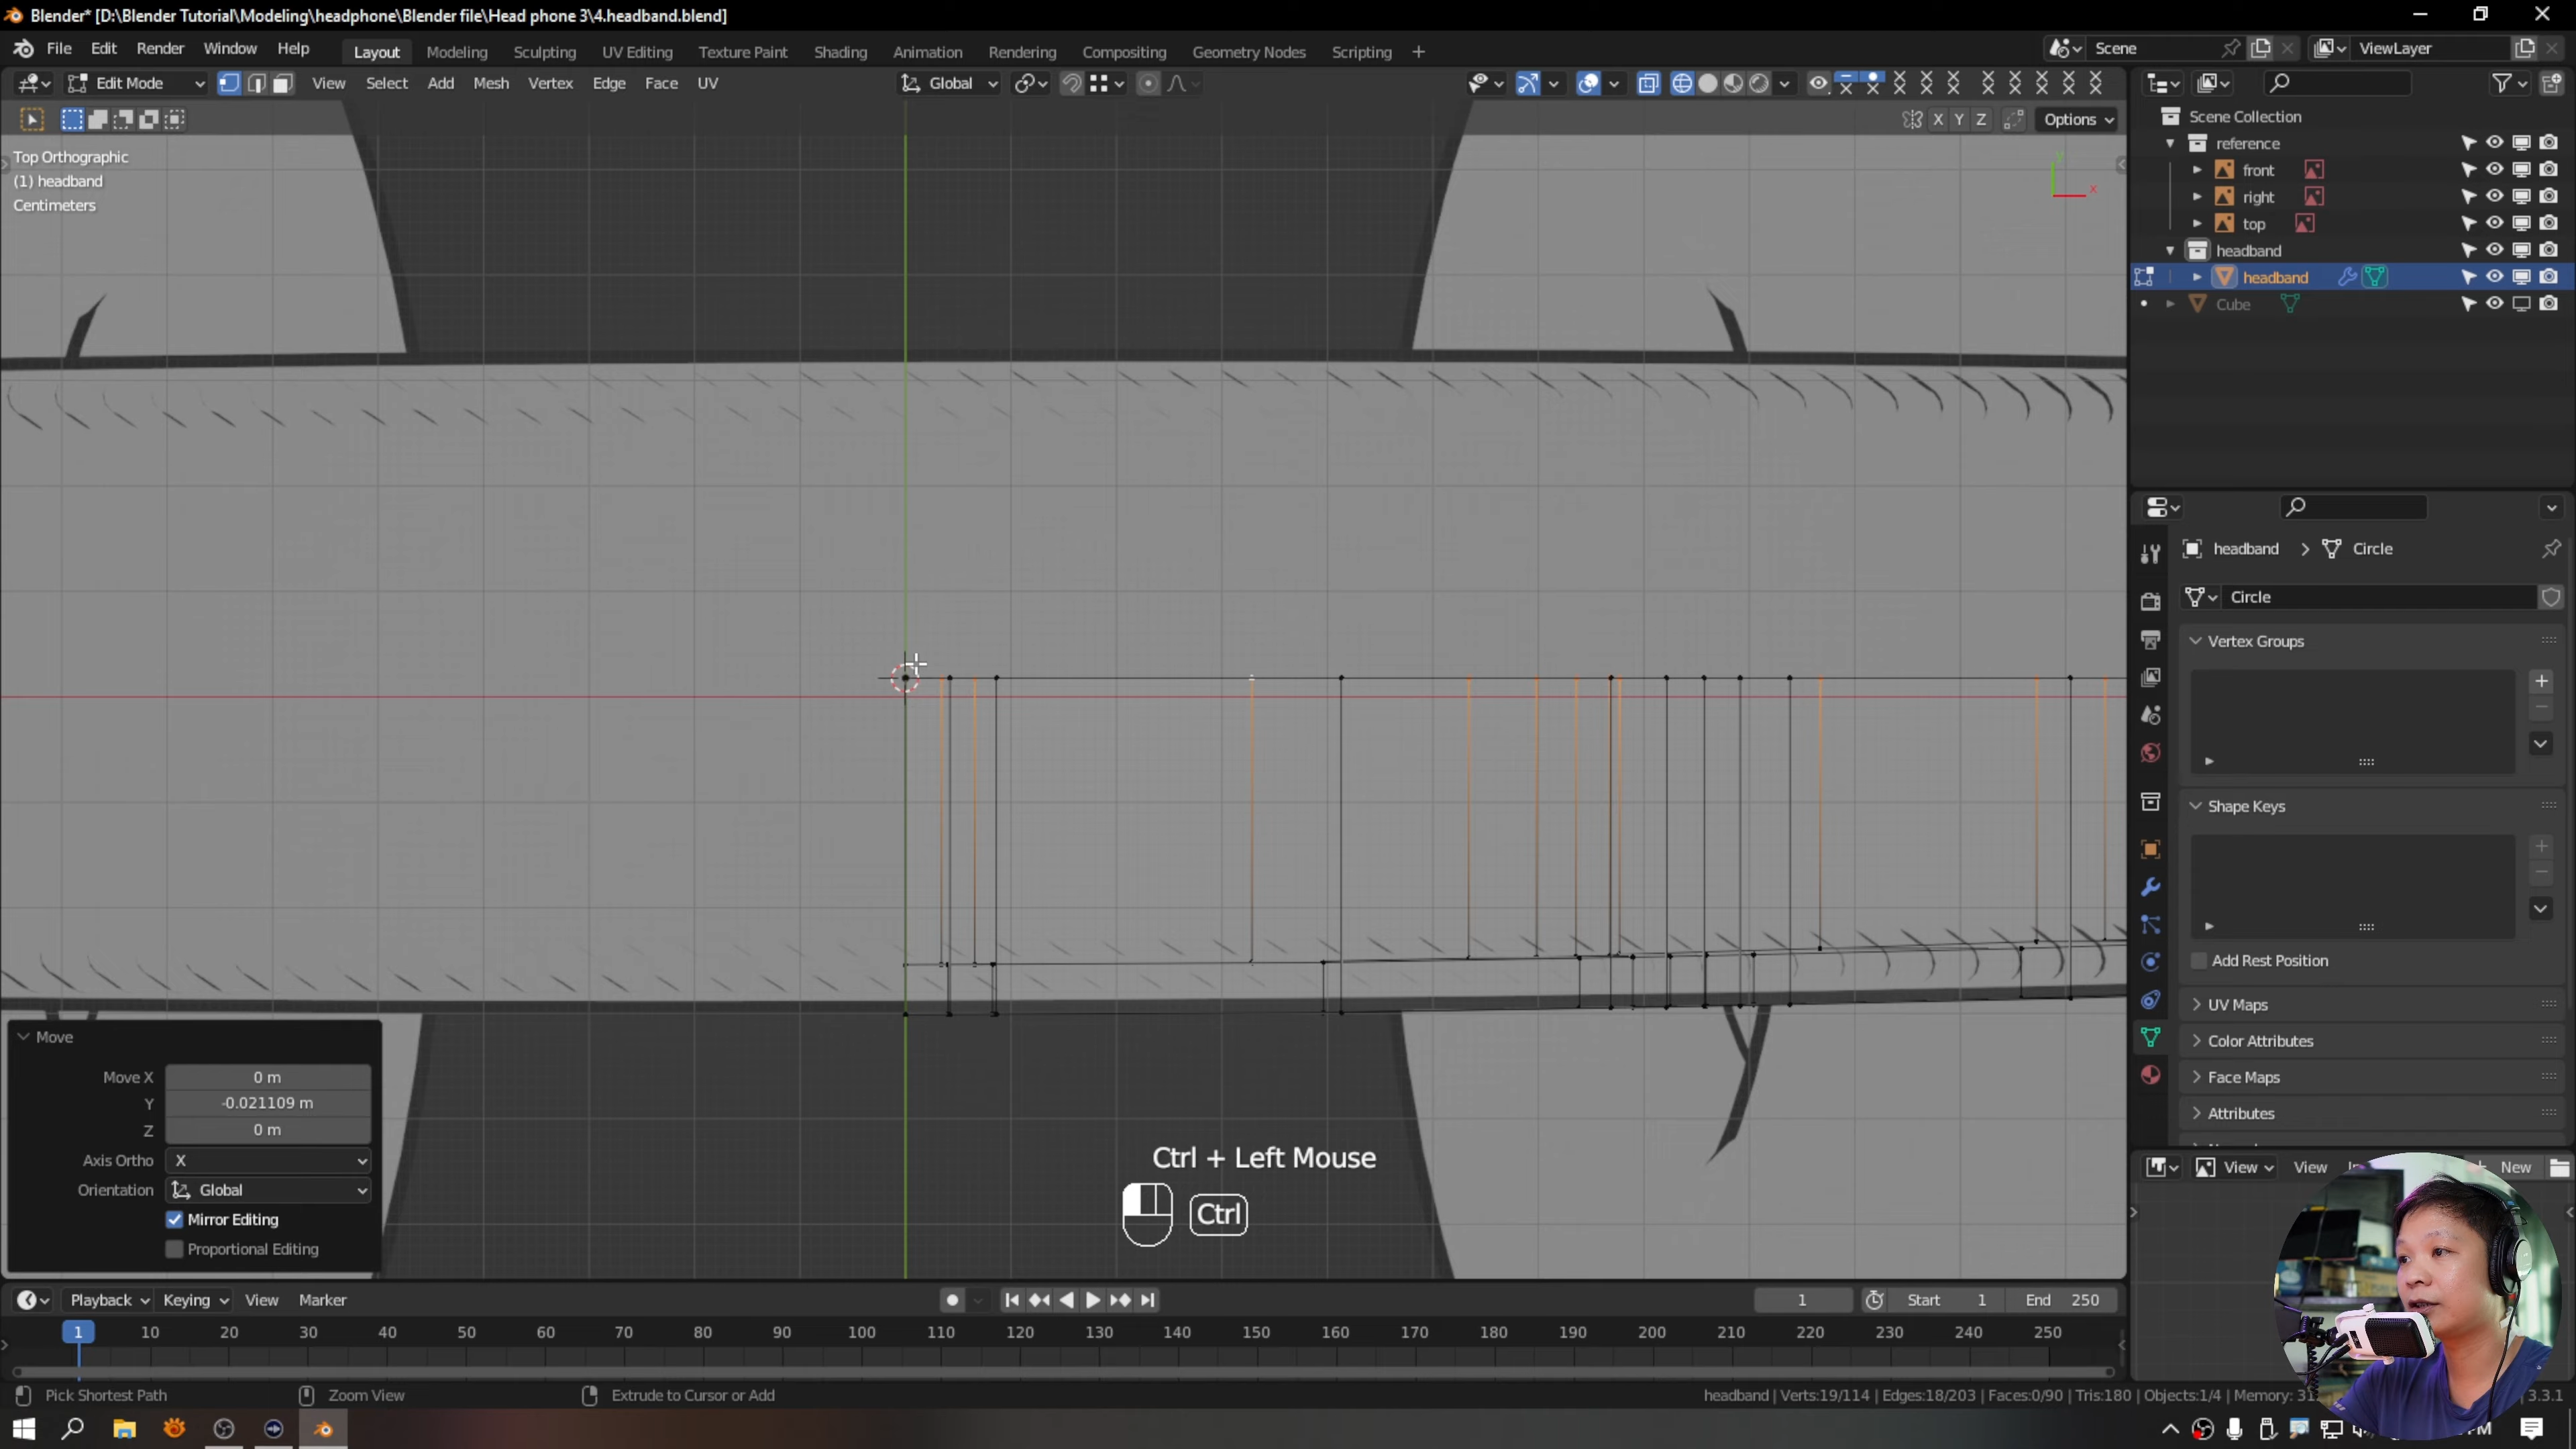 Blender* [D:\Blender Tutorial\Modeling\headphone\Blender file\Head phone 3\4.headband.blend]
File Edit Render Window Help Layout Modeling Sculpting UV Editing Texture Paint Shading Animation Rendering Compositing Geometry Nodes Scripting + Scene ViewLayer
Edit Mode View Select Add Mesh Vertex Edge Face UV Global
X Y Z Options
Top Orthographic
(1) headband
Centimeters
Y
X
Scene Collection
reference
front
right
top
headband
headband
Cube
headband > Circle
Circle
Vertex Groups
Shape Keys
Add Rest Position
UV Maps
Color Attributes
Face Maps
Attributes
View View New
Move
Move X 0 m
Y -0.021109 m
Z 0 m
Axis Ortho X
Orientation Global
Mirror Editing
Proportional Editing
Ctrl + Left Mouse
Ctrl
Playback Keying View Marker 1 Start 1 End 250
1 10 20 30 40 50 60 70 80 90 100 110 120 130 140 150 160 170 180 190 200 210 220 230 240 250
Pick Shortest Path Zoom View Extrude to Cursor or Add headband | Verts:19/114 | Edges:18/203 | Faces:0/90 | Tris:180 | Objects:1/4 | Memory: 3.3.1